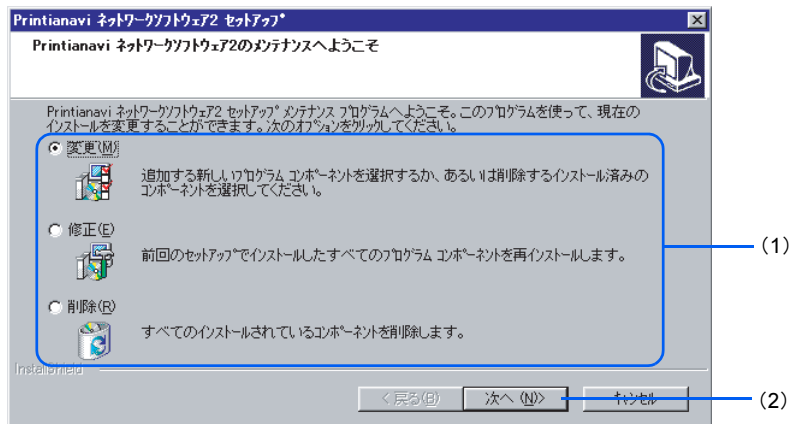 Printianavi ネットワークソフトウェア2 セットアップ
Printianavi ネットワークソフトウェア2のメンテナンスへようこそ
Printianavi ネットワークソフトウェア2 セットアップ メンテナンス プログラムへようこそ。このプログラムを使って、現在の
インストールを変更することができます。次のオプションをクリックしてください。
変更(M)
追加する新しいプログラム コンポーネントを選択するか、あるいは削除するインストール済みの
コンポーネントを選択してください。
(1)
修正(E)
前回のセットアップでインストールしたすべてのプログラム コンポーネントを再インストールします。
削除(R)
すべてのインストールされているコンポーネントを削除します。
InstallShield
< 戻る(B) 次へ (N)> キャンセル
(2)